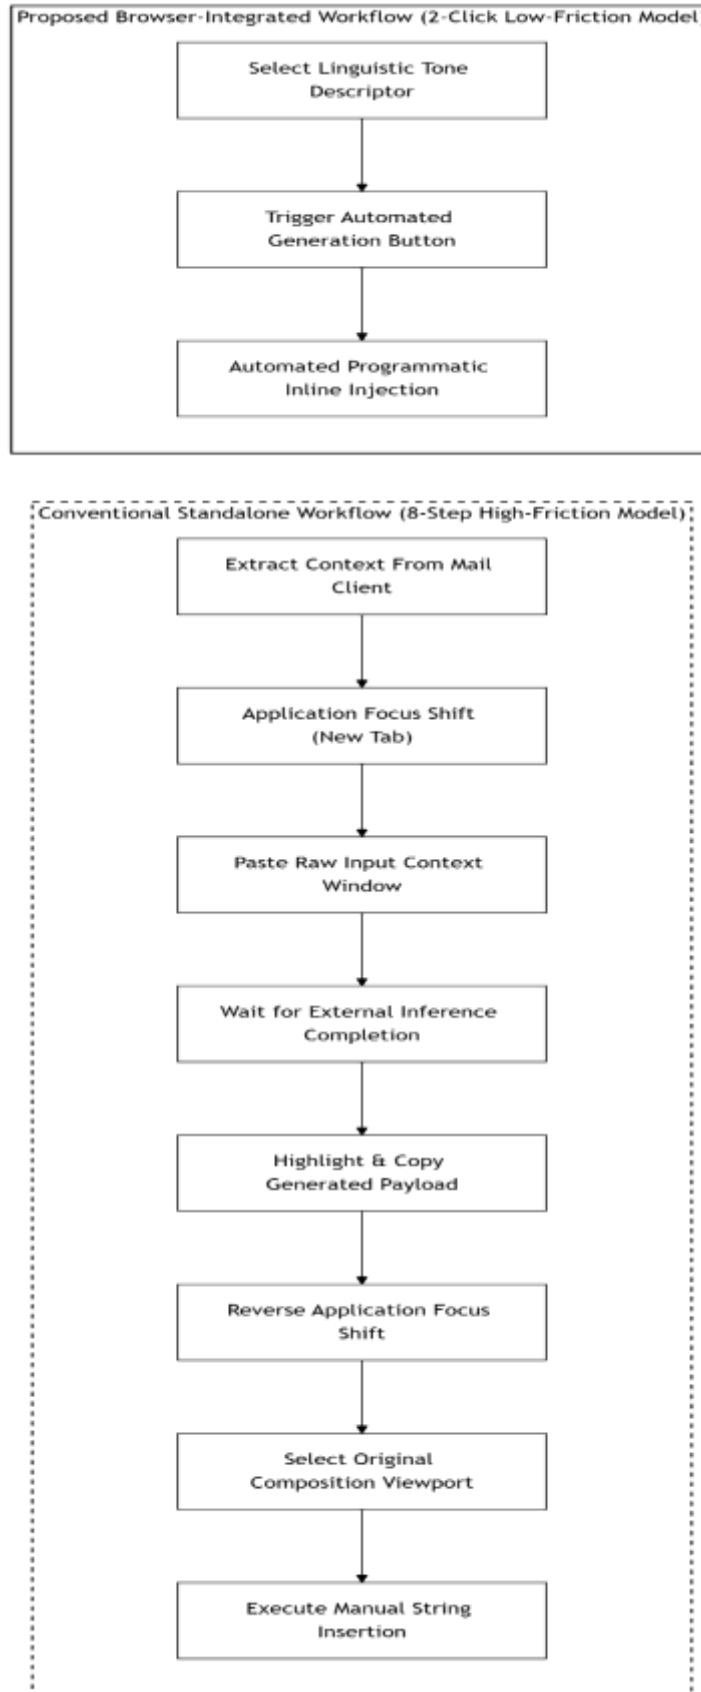 Proposed Browser-Integrated Workflow (2-Click Low-Friction Model)
Select Linguistic Tone
Descriptor
Trigger Automated
Generation Button
Automated Programmatic
Inline Injection
Conventional Standalone Workflow (8-Step High-Friction Model)
Extract Context From Mail
Client
Application Focus Shift
(New Tab)
Paste Raw Input Context
Window
Wait for External Inference
Completion
Highlight & Copy
Generated Payload
Reverse Application Focus
Shift
Select Original
Composition Viewport
Execute Manual String
Insertion